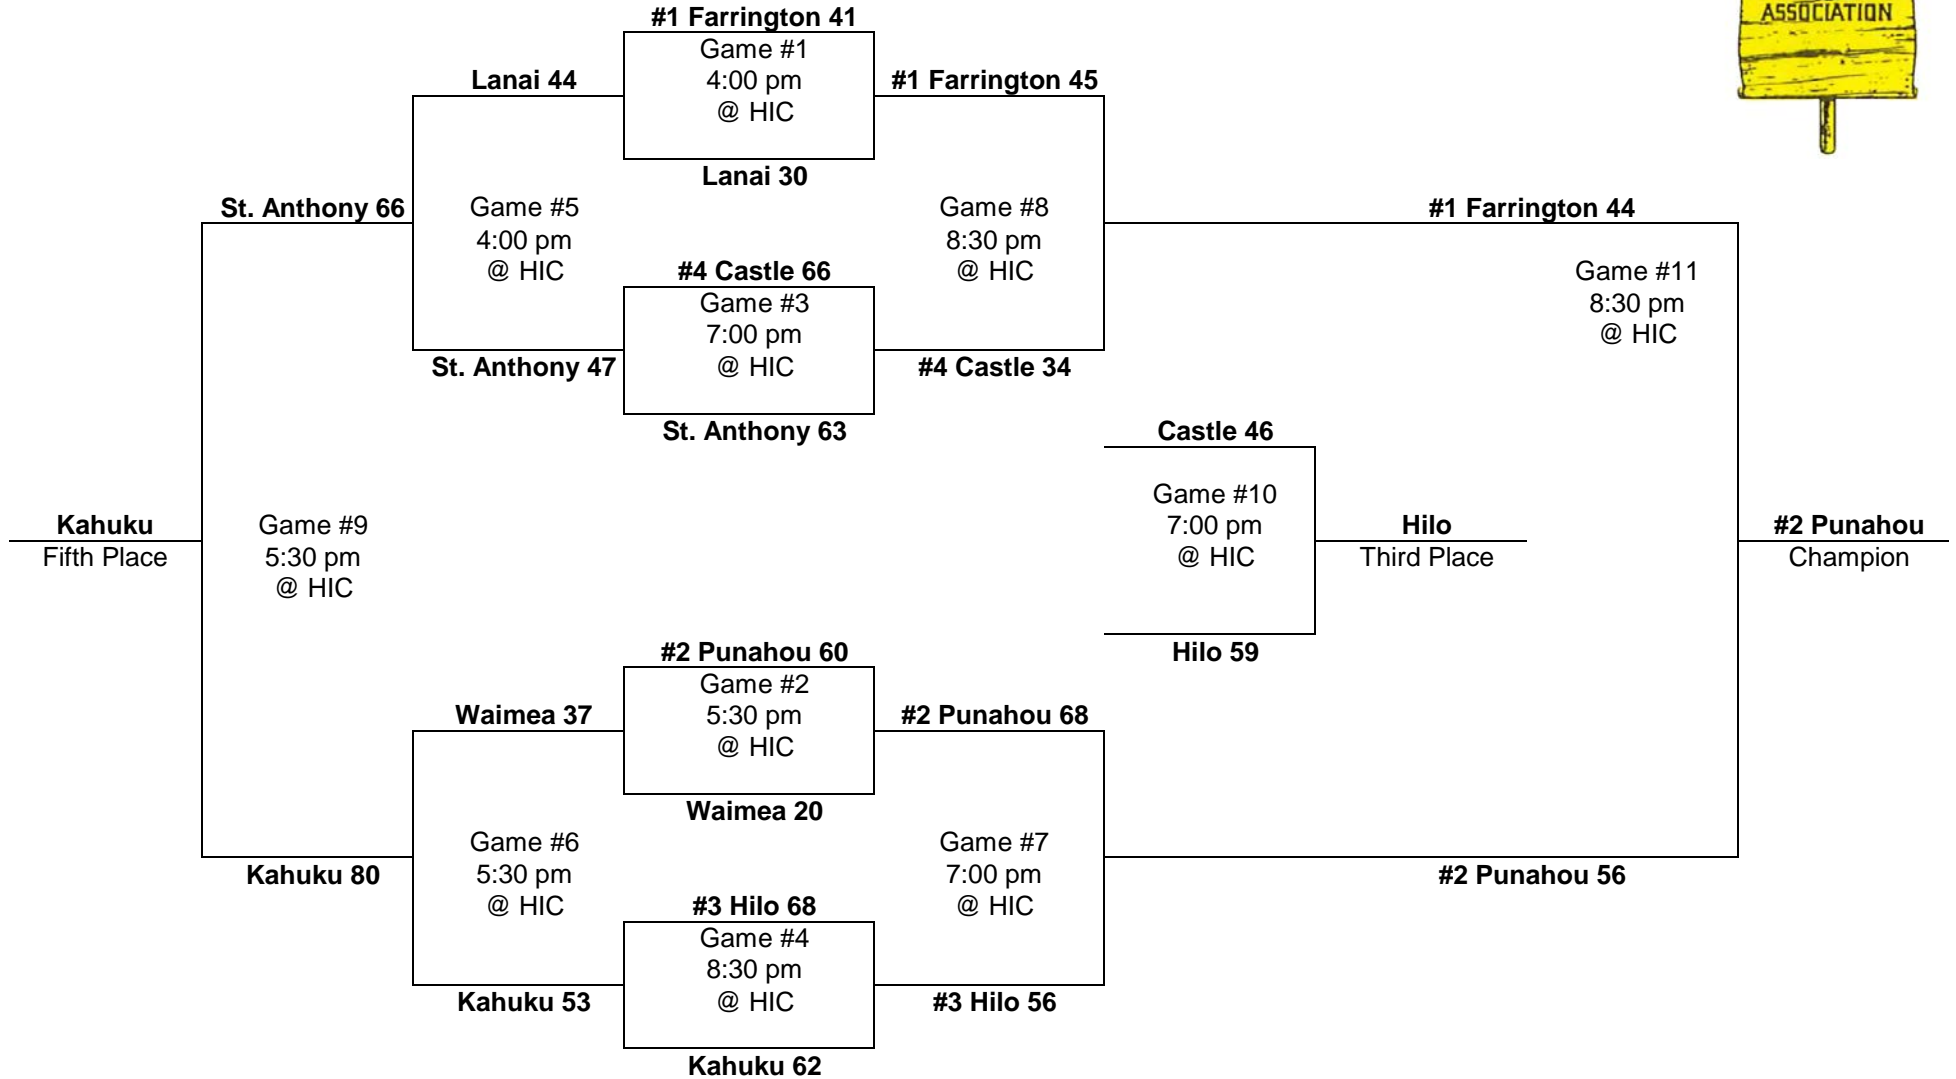 ASSOCIATION
#1 Farrington 41
Game #1
4:00 pm
@ HIC
Lanai 30
Lanai 44
#1 Farrington 45
St. Anthony 66
Game #5
4:00 pm
@ HIC
Game #8
8:30 pm
@ HIC
#1 Farrington 44
#4 Castle 66
Game #3
7:00 pm
@ HIC
St. Anthony 63
St. Anthony 47
#4 Castle 34
Game #11
8:30 pm
@ HIC
Castle 46
Game #10
7:00 pm
@ HIC
Hilo 59
Kahuku
Fifth Place
Game #9
5:30 pm
@ HIC
Hilo
Third Place
#2 Punahou
Champion
#2 Punahou 60
Game #2
5:30 pm
@ HIC
Waimea 20
Waimea 37
#2 Punahou 68
Kahuku 80
Game #6
5:30 pm
@ HIC
Game #7
7:00 pm
@ HIC
#2 Punahou 56
#3 Hilo 68
Game #4
8:30 pm
@ HIC
Kahuku 62
Kahuku 53
#3 Hilo 56